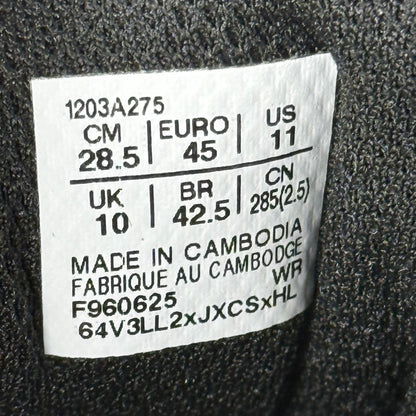 1203A275
CM EURO US
28.5 45 11
UK BR CN
10 42.5 285(2.5)
MADE IN CAMBODIA
FABRIQUE AU CAMBODGE
F960625 WR
64V3LL2xJXCSxHL